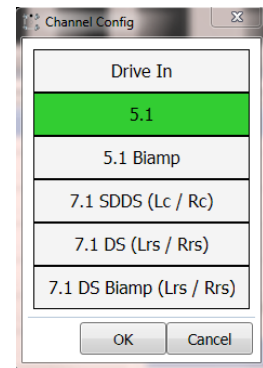 Channel Config
Drive In
5.1
5.1 Biamp
7.1 SDDS (Lc / Rc)
7.1 DS (Lrs / Rrs)
7.1 DS Biamp (Lrs / Rrs)
OK Cancel